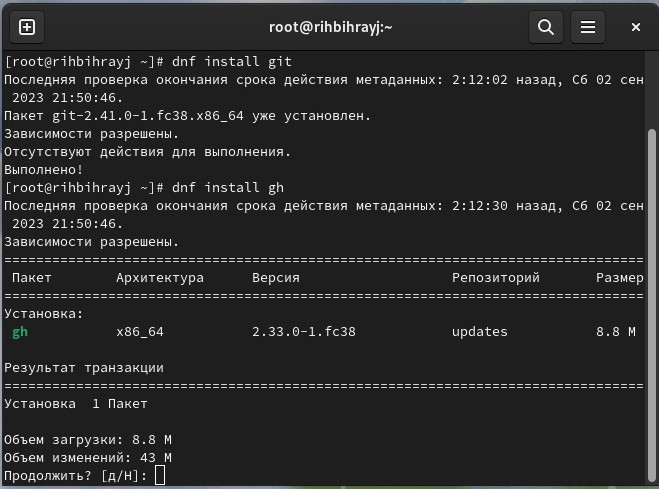 root@rihbihrayj:~
[root@rihbihrayj ~]# dnf install git
Последняя проверка окончания срока действия метаданных: 2:12:02 назад, Сб 02 сен
2023 21:50:46.
Пакет git-2.41.0-1.fc38.x86_64 уже установлен.
Зависимости разрешены.
Отсутствуют действия для выполнения.
Выполнено!
[root@rihbihrayj ~]# dnf install gh
Последняя проверка окончания срока действия метаданных: 2:12:30 назад, Сб 02 сен
2023 21:50:46.
Зависимости разрешены.
================================================================================
Пакет Архитектура Версия Репозиторий Размер
================================================================================
Установка:
gh x86_64 2.33.0-1.fc38 updates 8.8 M
Результат транзакции
================================================================================
Установка 1 Пакет
Объем загрузки: 8.8 M
Объем изменений: 43 M
Продолжить? [д/Н]: